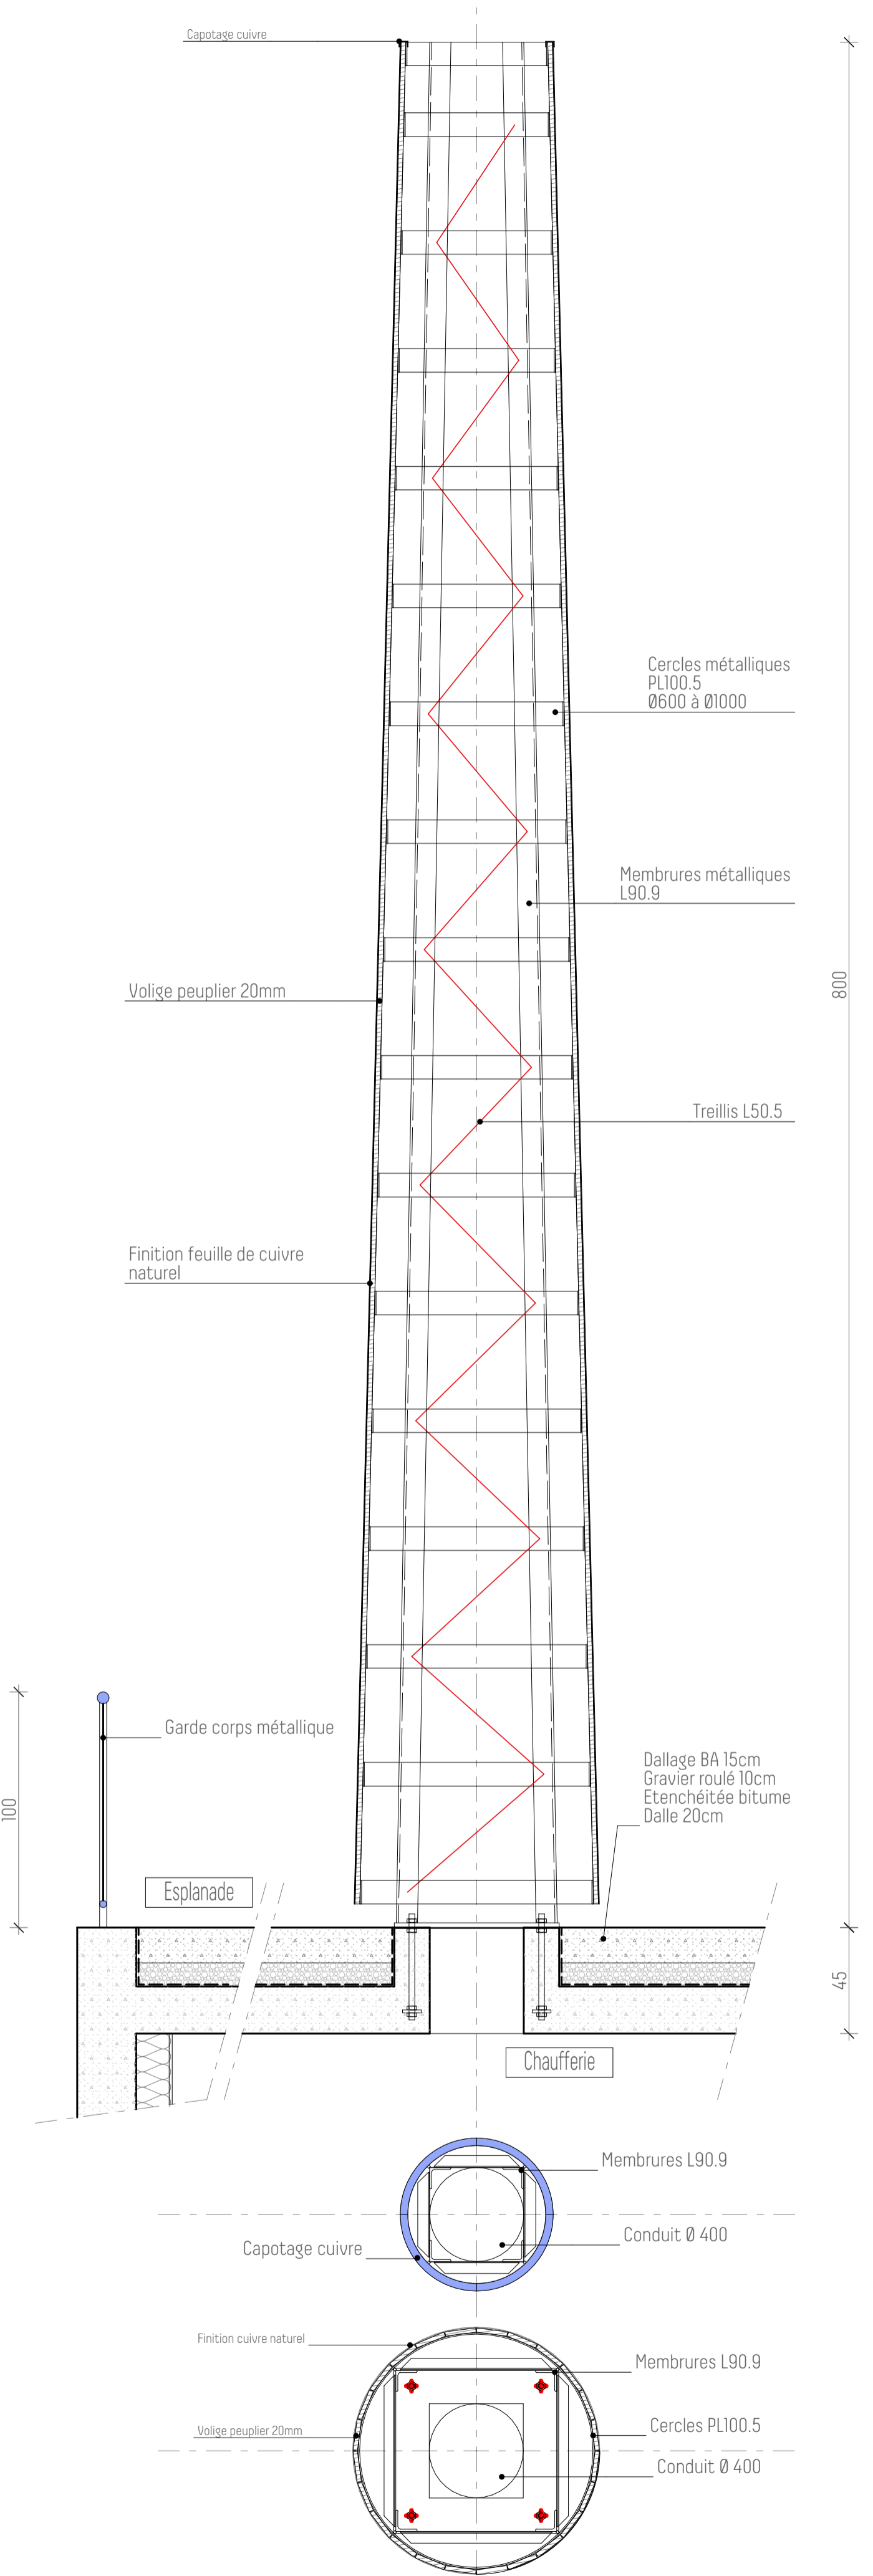 Capotage cuivre
Cercles métalliques
PL100.5
Ø600 à Ø1000
Membrures métalliques
L90.9
800
Volige peuplier 20mm
Treillis L50.5
Finition feuille de cuivre
naturel
Garde corps métallique
100
Dallage BA 15cm
Gravier roulé 10cm
Etenchéitée bitume
Dalle 20cm
Esplanade
45
Chaufferie
Membrures L90.9
Conduit Ø 400
Capotage cuivre
Finition cuivre naturel
Membrures L90.9
Cercles PL100.5
Volige peuplier 20mm
Conduit Ø 400